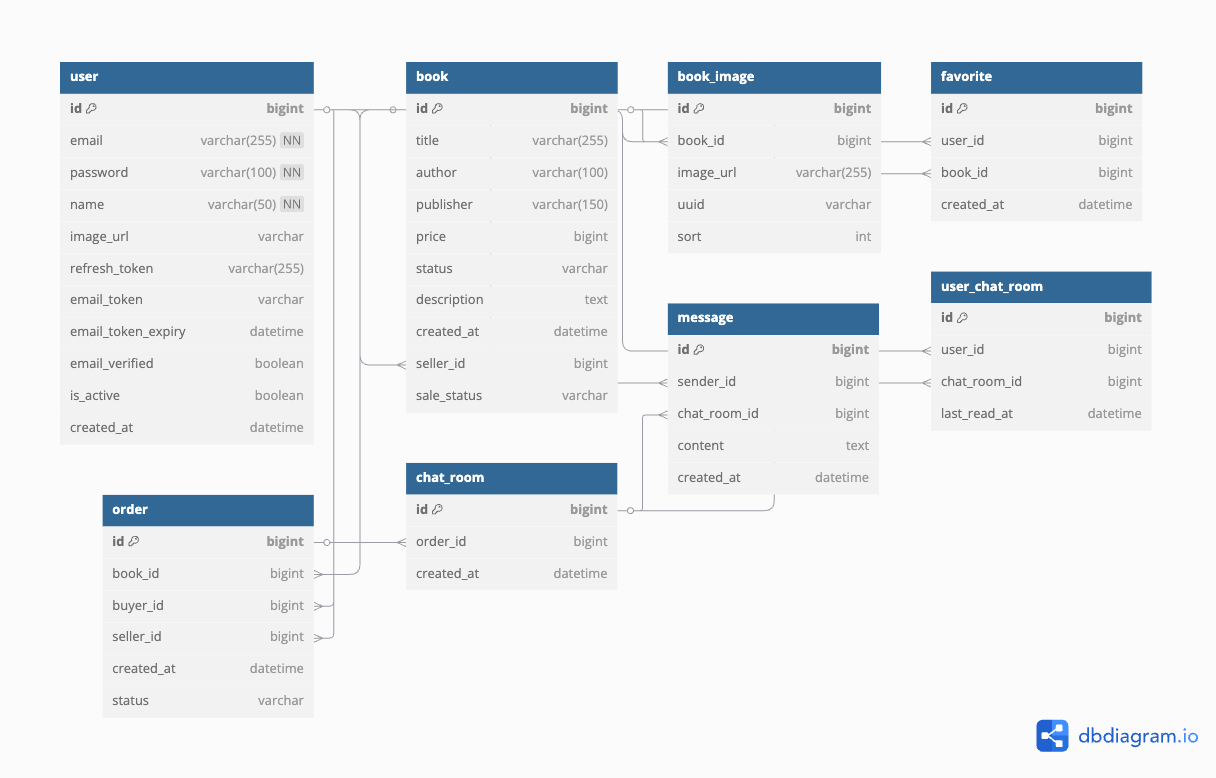 user
id bigint
email varchar(255) NN
password varchar(100) NN
name varchar(50) NN
image_url varchar
refresh_token varchar(255)
email_token varchar
email_token_expiry datetime
email_verified boolean
is_active boolean
created_at datetime
book
id bigint
title varchar(255)
author varchar(100)
publisher varchar(150)
price bigint
status varchar
description text
created_at datetime
seller_id bigint
sale_status varchar
book_image
id bigint
book_id bigint
image_url varchar(255)
uuid varchar
sort int
favorite
id bigint
user_id bigint
book_id bigint
created_at datetime
user_chat_room
id bigint
user_id bigint
chat_room_id bigint
last_read_at datetime
message
id bigint
sender_id bigint
chat_room_id bigint
content text
created_at datetime
chat_room
id bigint
order_id bigint
created_at datetime
order
id bigint
book_id bigint
buyer_id bigint
seller_id bigint
created_at datetime
status varchar
dbdiagram.io